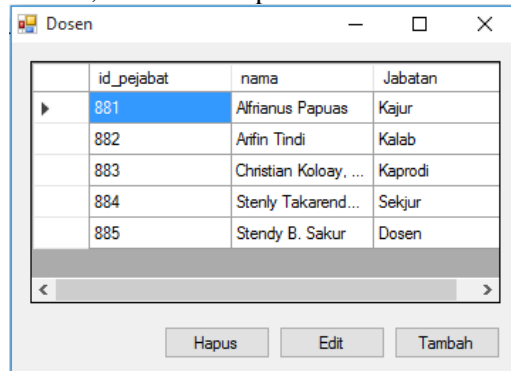 Dosen
id_pejabat nama Jabatan
881 Alfrianus Papuas Kajur
882 Arifin Tindi Kalab
883 Christian Koloay, ... Kaprodi
884 Stenly Takarend... Sekjur
885 Stendy B. Sakur Dosen
Hapus Edit Tambah